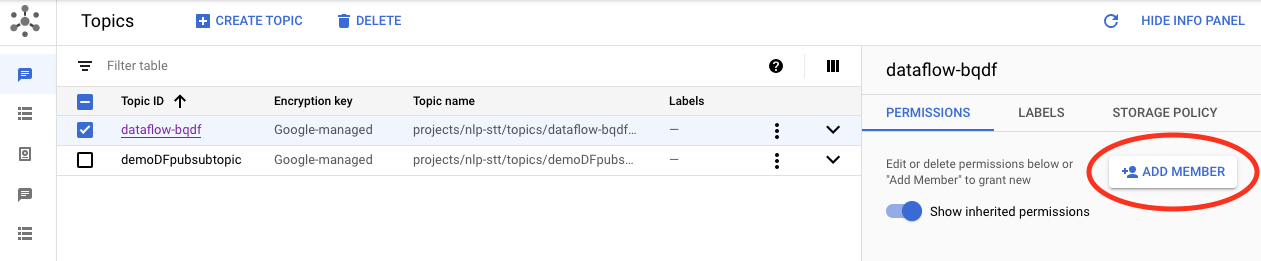 Topics
CREATE TOPIC
DELETE
HIDE INFO PANEL
Filter table
dataflow-bqdf
PERMISSIONS
LABELS
STORAGE POLICY
Topic ID
Encryption key
Topic name
Labels
dataflow-bqdf
Google-managed
projects/nlp-stt/topics/dataflow-bqdf...
—
demoDFpubsubtopic
Google-managed
projects/nlp-stt/topics/demoDFpubs...
—
Edit or delete permissions below or
"Add Member" to grant new
ADD MEMBER
Show inherited permissions